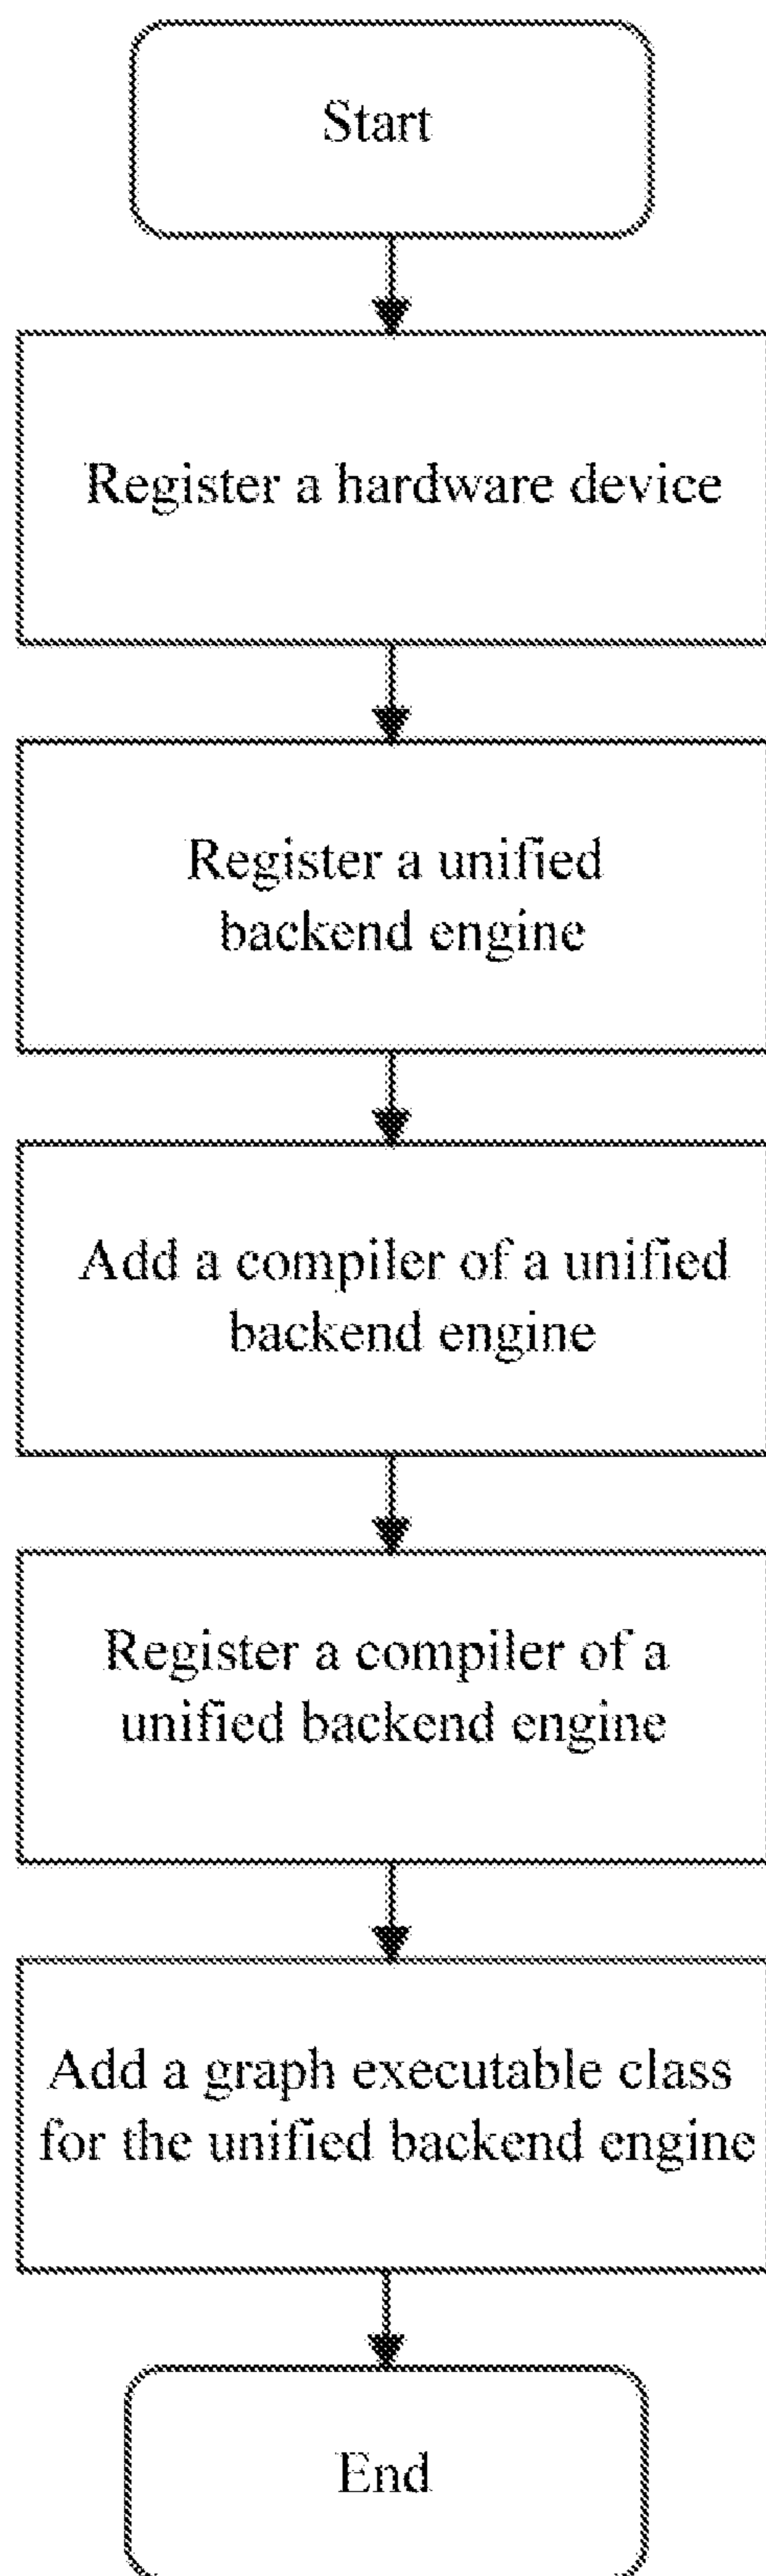 Start
Register a hardware device
Register a unified
backend engine
Add a compiler of a unified
backend engine
Register a compiler of a
unified backend engine
Add a graph executable class
for the unified backend engine
End